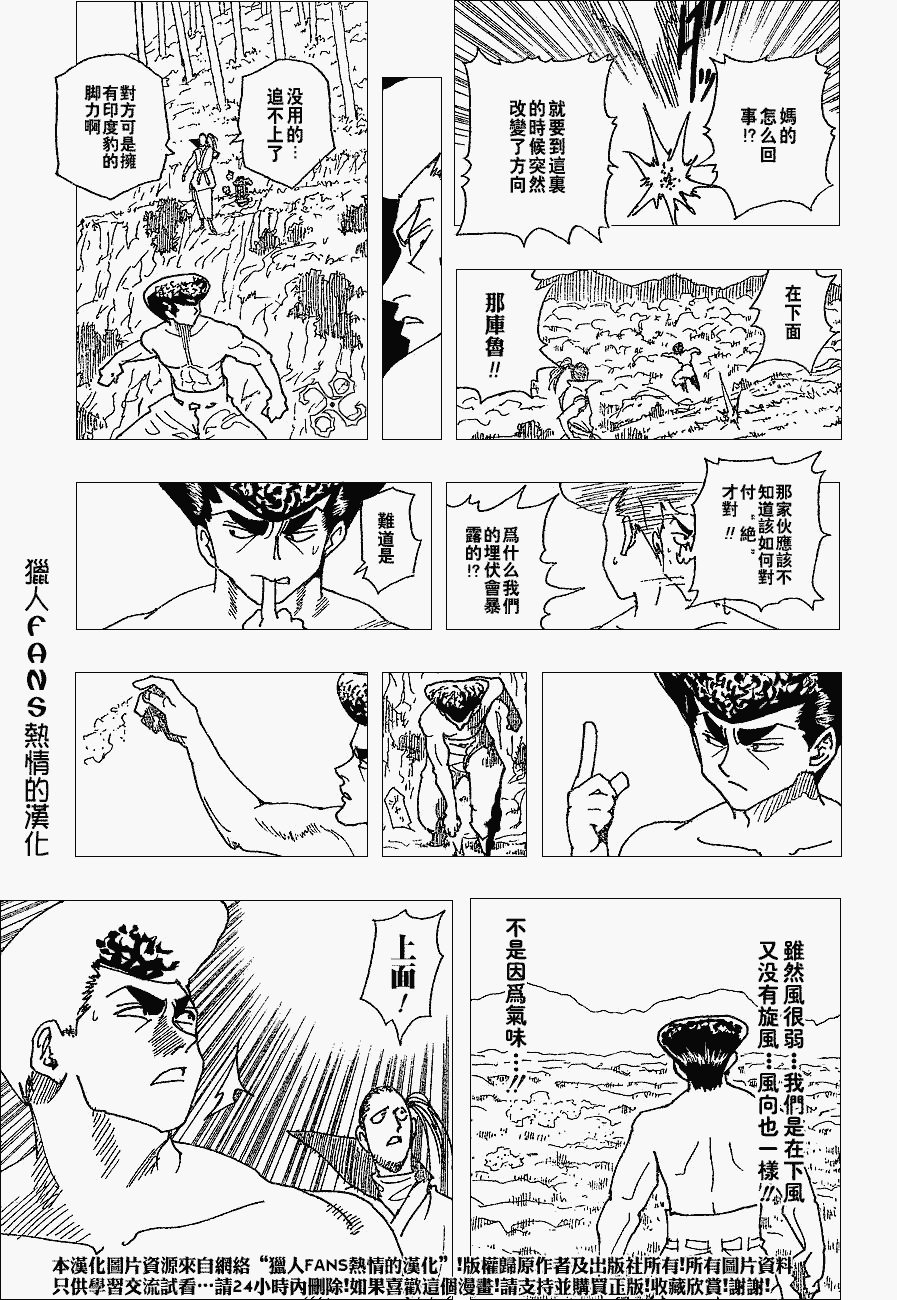 媽的
怎么回
事!?
就要到這裏
的時候突然
改變了方向
在下面
那庫魯!!
没用的…
追不上了
對方可是擁
有印度豹的
脚力啊
那家伙應該不
知道該如何對
付〝絶〞
才對!!
爲什么我們
的埋伏會暴
露的!?
難道是
雖然風很弱…我們是在下風
又没有旋風…風向也一樣!!
不是因爲氣味…!!
上面!
獵人FANS熱情的漢化
本漢化圖片資源來自網絡“獵人FANS熱情的漢化”!版權歸原作者及出版社所有!所有圖片資料
只供學習交流試看…請24小時內刪除!如果喜歡這個漫畫!請支持並購買正版!收藏欣賞!謝謝!